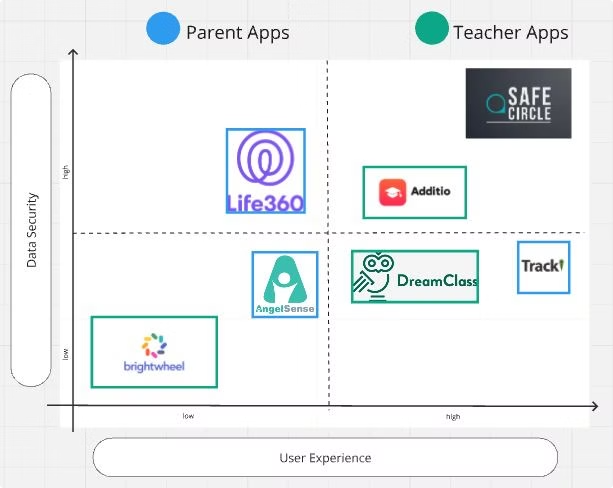 Parent Apps
Teacher Apps
SAFE
CIRCLE
Data Security
high
Life360
Additio
AngelSense
DreamClass
Track
low
brightwheel
low
high
User Experience